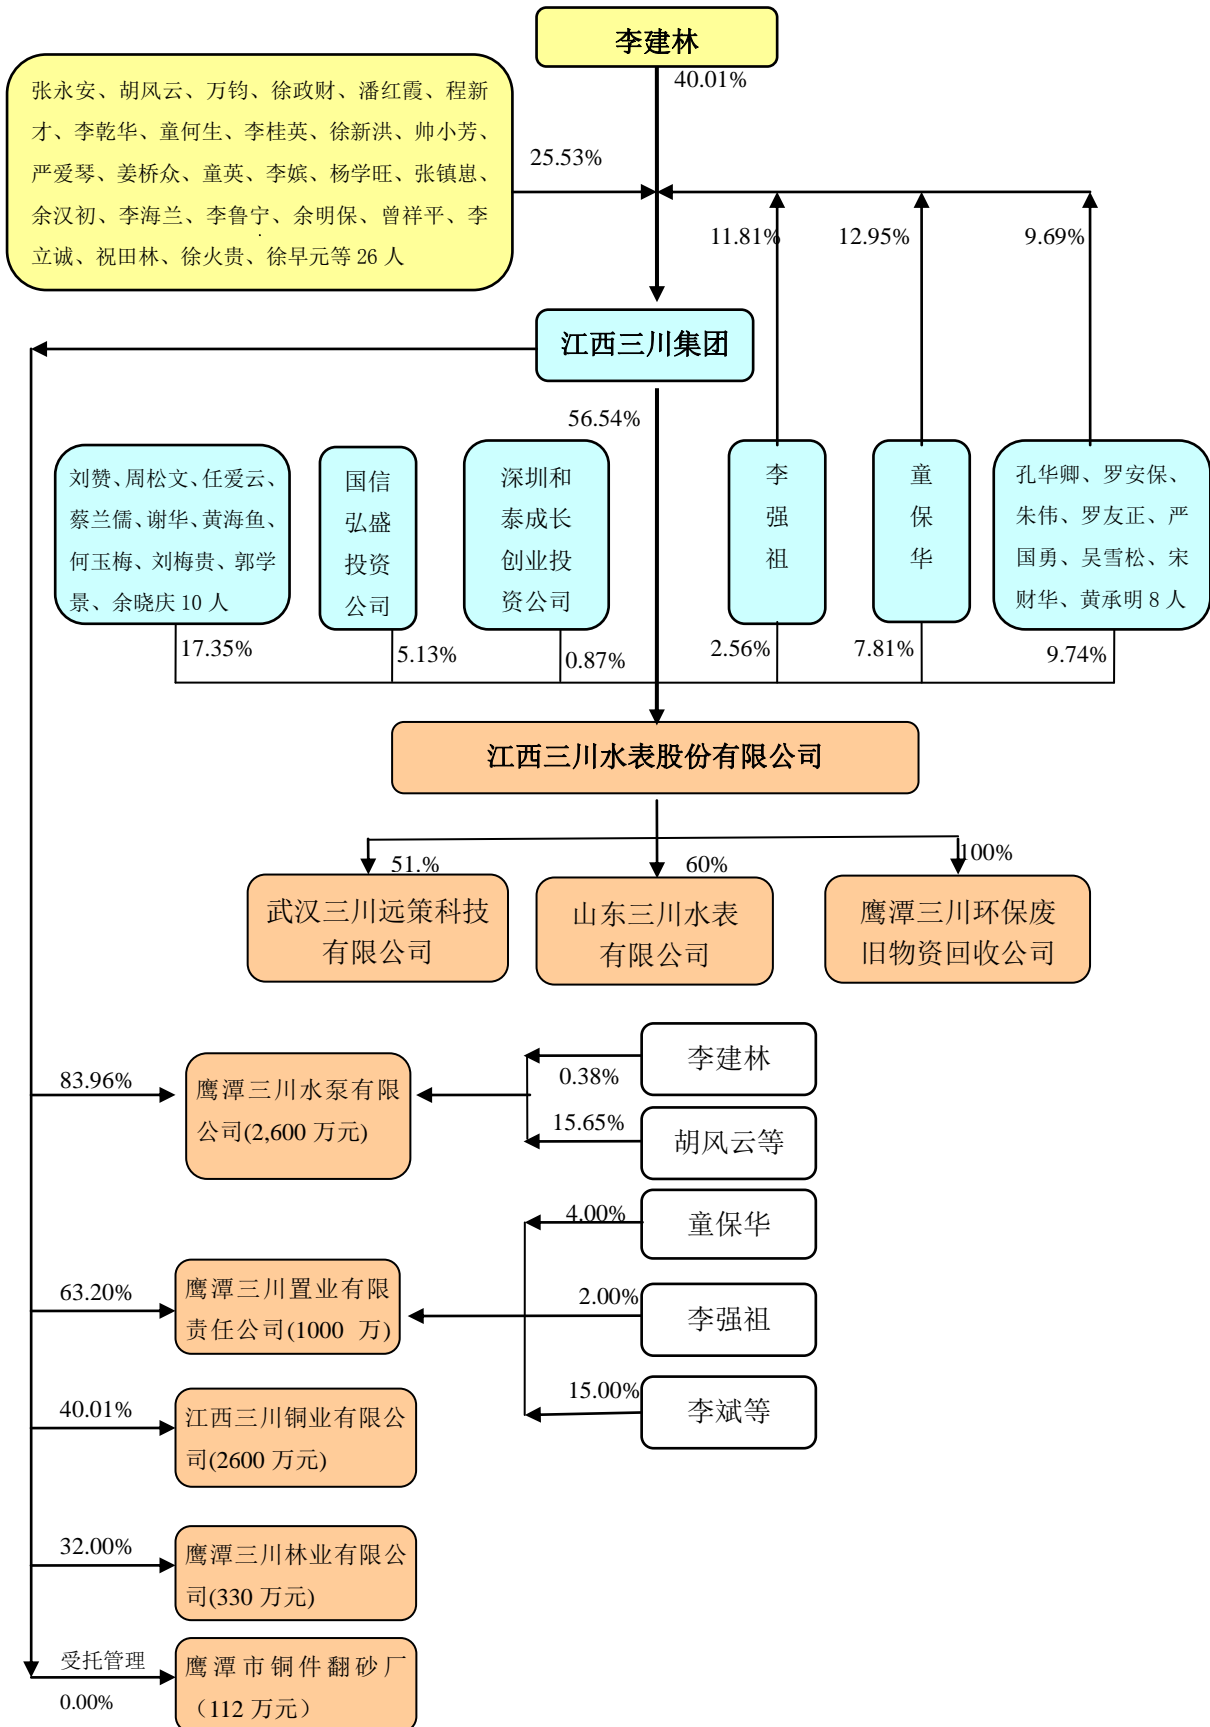 李建林
40.01%
张永安、胡风云、万钧、徐政财、潘红霞、程新
才、李乾华、童何生、李桂英、徐新洪、帅小芳、
严爱琴、姜桥众、童英、李嫔、杨学旺、张镇崽、
余汉初、李海兰、李鲁宁、余明保、曾祥平、李
立诚、祝田林、徐火贵、徐早元等 26 人
25.53%
11.81%
12.95%
9.69%
江西三川集团
56.54%
刘赞、周松文、任爱云、
蔡兰儒、谢华、黄海鱼、
何玉梅、刘梅贵、郭学
景、余晓庆 10 人
国信
弘盛
投资
公司
深圳和
泰成长
创业投
资公司
李
强
祖
童
保
华
孔华卿、罗安保、
朱伟、罗友正、严
国勇、吴雪松、宋
财华、黄承明 8 人
17.35%
5.13%
0.87%
2.56%
7.81%
9.74%
江西三川水表股份有限公司
51.%
60%
100%
武汉三川远策科技
有限公司
山东三川水表
有限公司
鹰潭三川环保废
旧物资回收公司
83.96%
鹰潭三川水泵有限
公司(2,600 万元)
李建林
0.38%
15.65%
胡风云等
63.20%
鹰潭三川置业有限
责任公司(1000 万)
4.00%
童保华
2.00%
李强祖
15.00%
李斌等
40.01%
江西三川铜业有限公
司(2600 万元)
32.00%
鹰潭三川林业有限公
司(330 万元)
受托管理
0.00%
鹰潭市铜件翻砂厂
（112 万元）